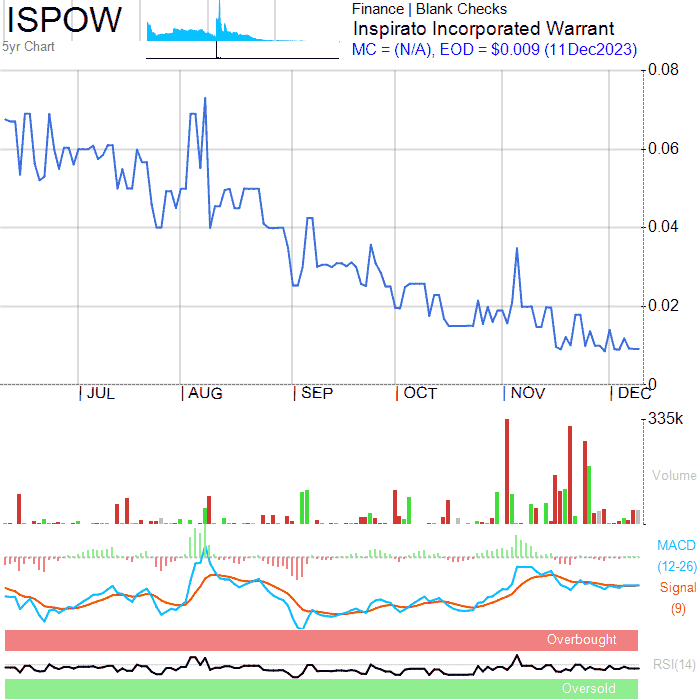 ISPOW
5yr Chart
Finance | Blank Checks
Inspirato Incorporated Warrant
MC = (N/A), EOD = $0.009 (11Dec2023)
0.08
0.06
0.04
0.02
0
JUL AUG SEP OCT NOV DEC
335k
Volume
MACD
(12-26)
Signal
(9)
Overbought
RSI(14)
Oversold